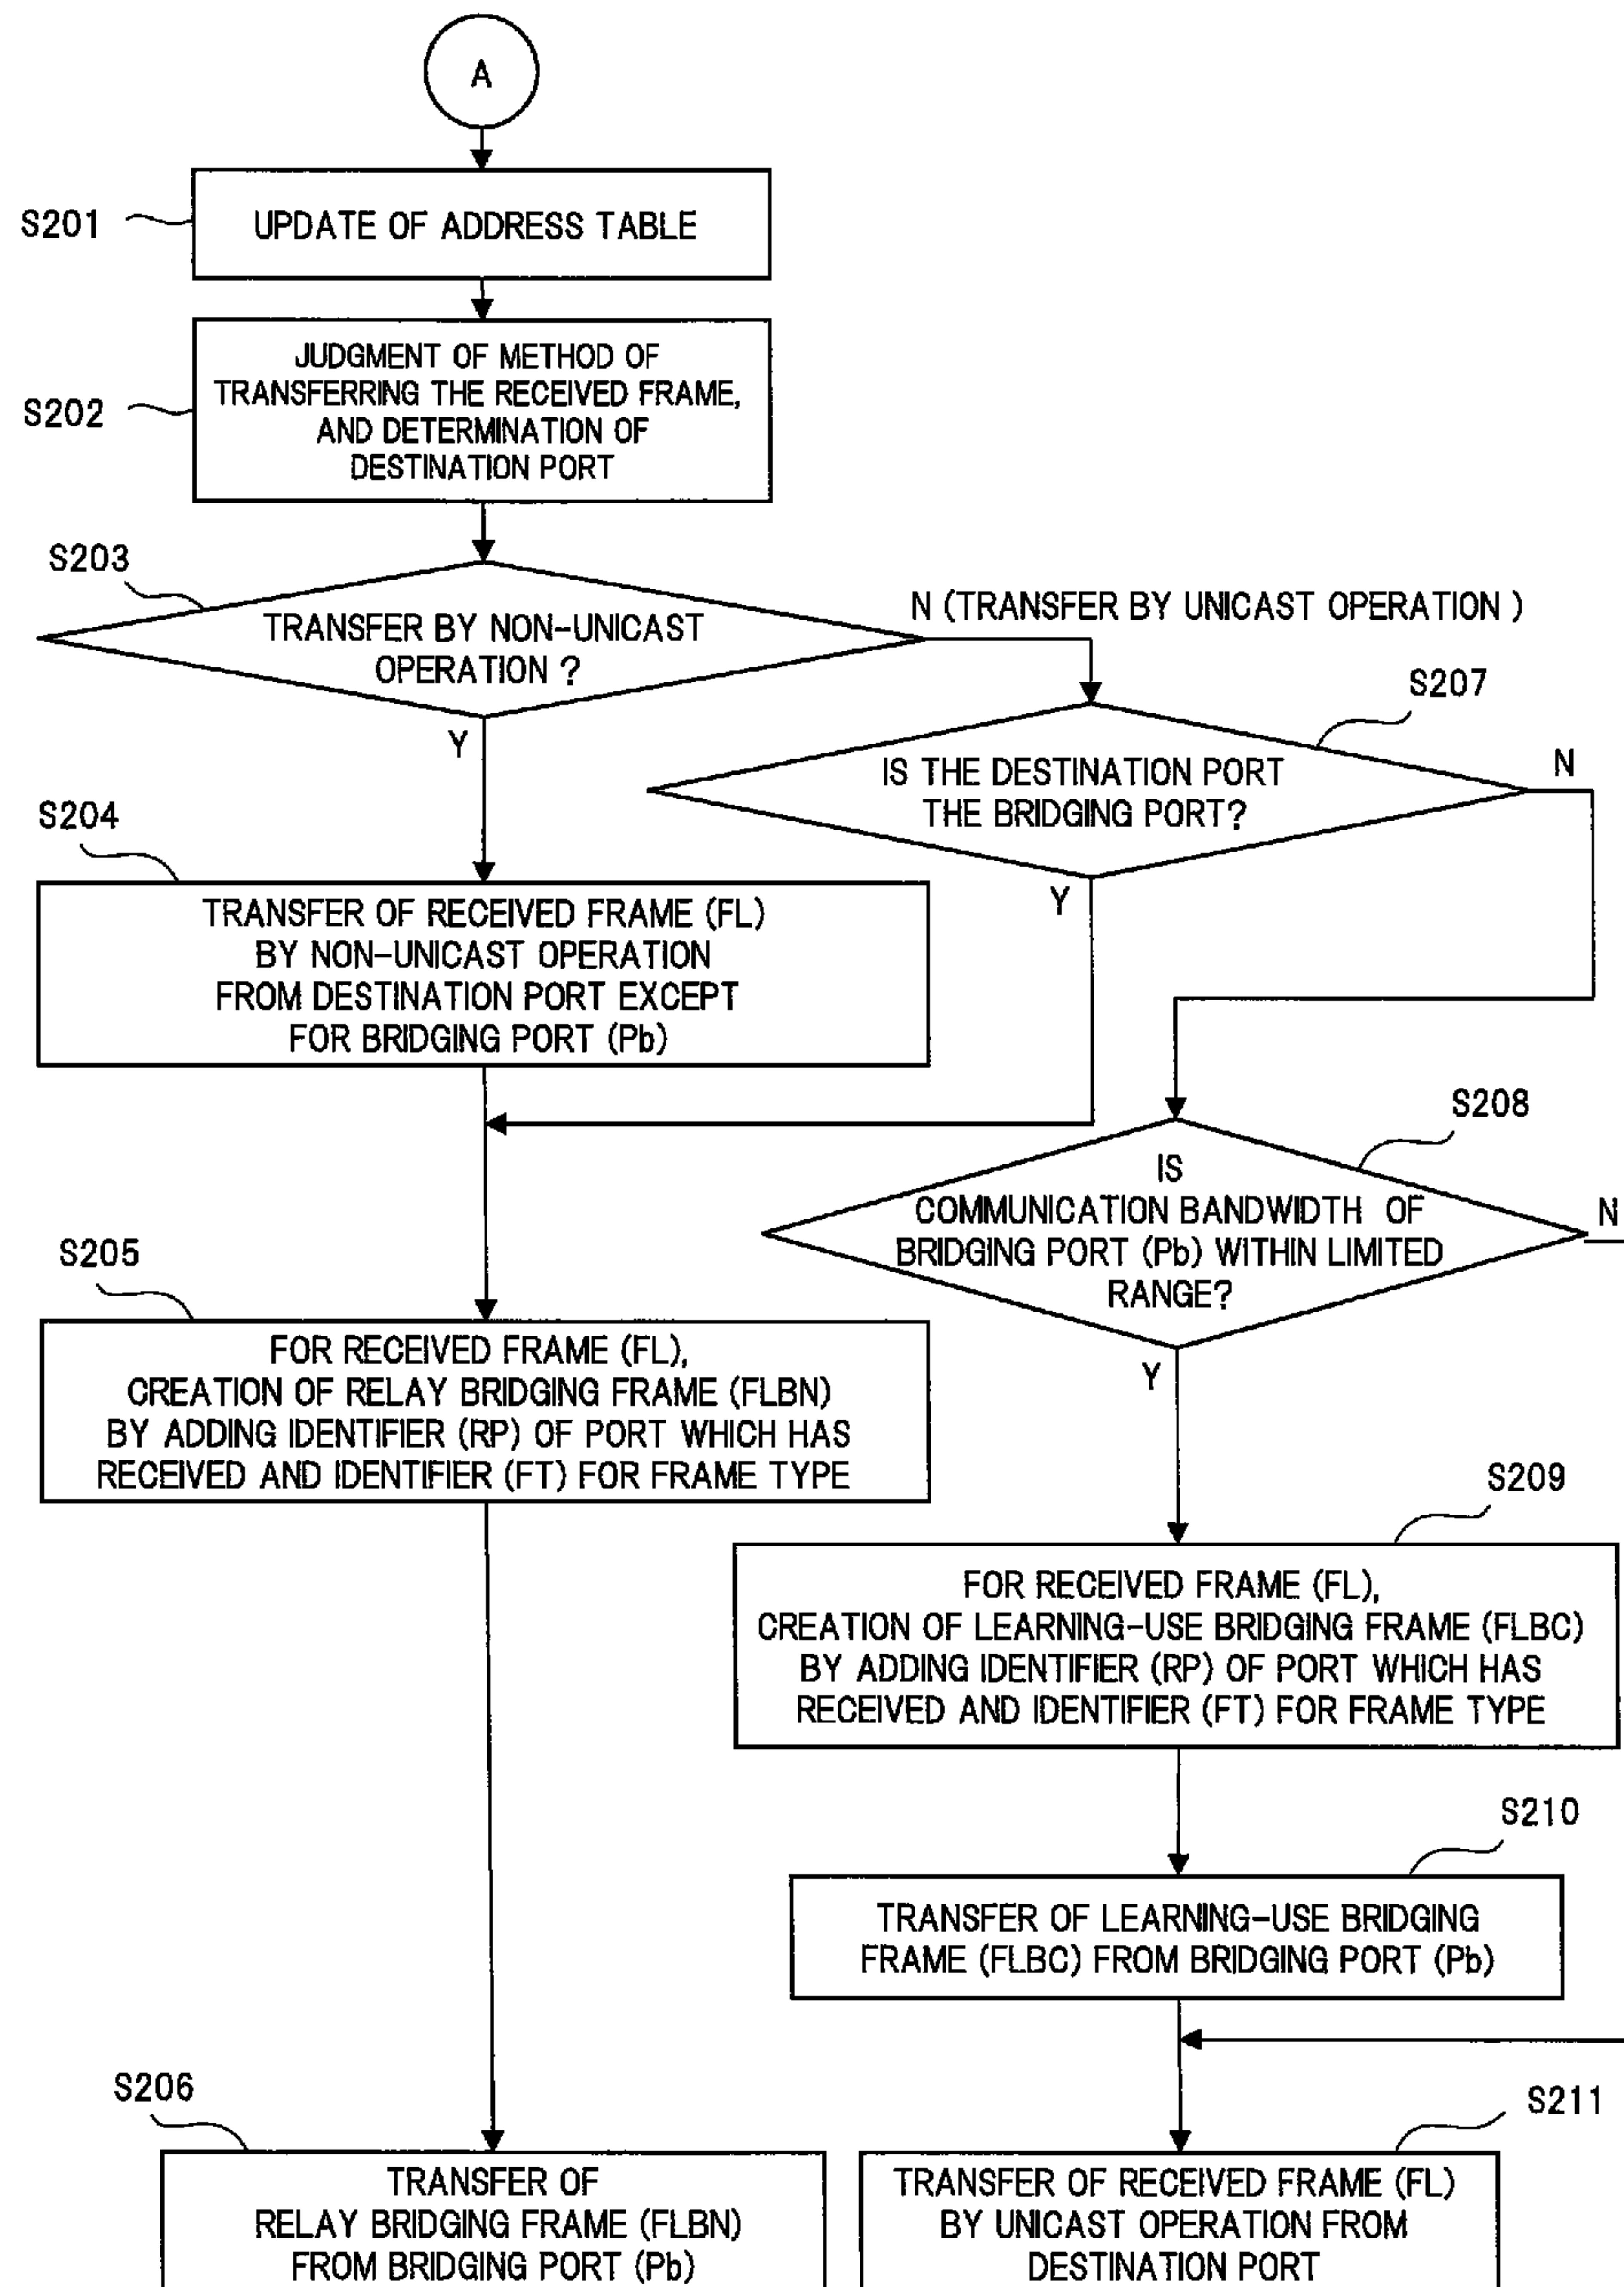 A
S201
UPDATE OF ADDRESS TABLE
S202
JUDGMENT OF METHOD OF
TRANSFERRING THE RECEIVED FRAME,
AND DETERMINATION OF
DESTINATION PORT
S203
TRANSFER BY NON-UNICAST
OPERATION ?
N (TRANSFER BY UNICAST OPERATION )
Y
S207
IS THE DESTINATION PORT
THE BRIDGING PORT?
N
Y
S204
TRANSFER OF RECEIVED FRAME (FL)
BY NON-UNICAST OPERATION
FROM DESTINATION PORT EXCEPT
FOR BRIDGING PORT (Pb)
S208
IS
COMMUNICATION BANDWIDTH OF
BRIDGING PORT (Pb) WITHIN LIMITED
RANGE?
N
Y
S205
FOR RECEIVED FRAME (FL),
CREATION OF RELAY BRIDGING FRAME (FLBN)
BY ADDING IDENTIFIER (RP) OF PORT WHICH HAS
RECEIVED AND IDENTIFIER (FT) FOR FRAME TYPE
S209
FOR RECEIVED FRAME (FL),
CREATION OF LEARNING-USE BRIDGING FRAME (FLBC)
BY ADDING IDENTIFIER (RP) OF PORT WHICH HAS
RECEIVED AND IDENTIFIER (FT) FOR FRAME TYPE
S210
TRANSFER OF LEARNING-USE BRIDGING
FRAME (FLBC) FROM BRIDGING PORT (Pb)
S206
TRANSFER OF
RELAY BRIDGING FRAME (FLBN)
FROM BRIDGING PORT (Pb)
S211
TRANSFER OF RECEIVED FRAME (FL)
BY UNICAST OPERATION FROM
DESTINATION PORT